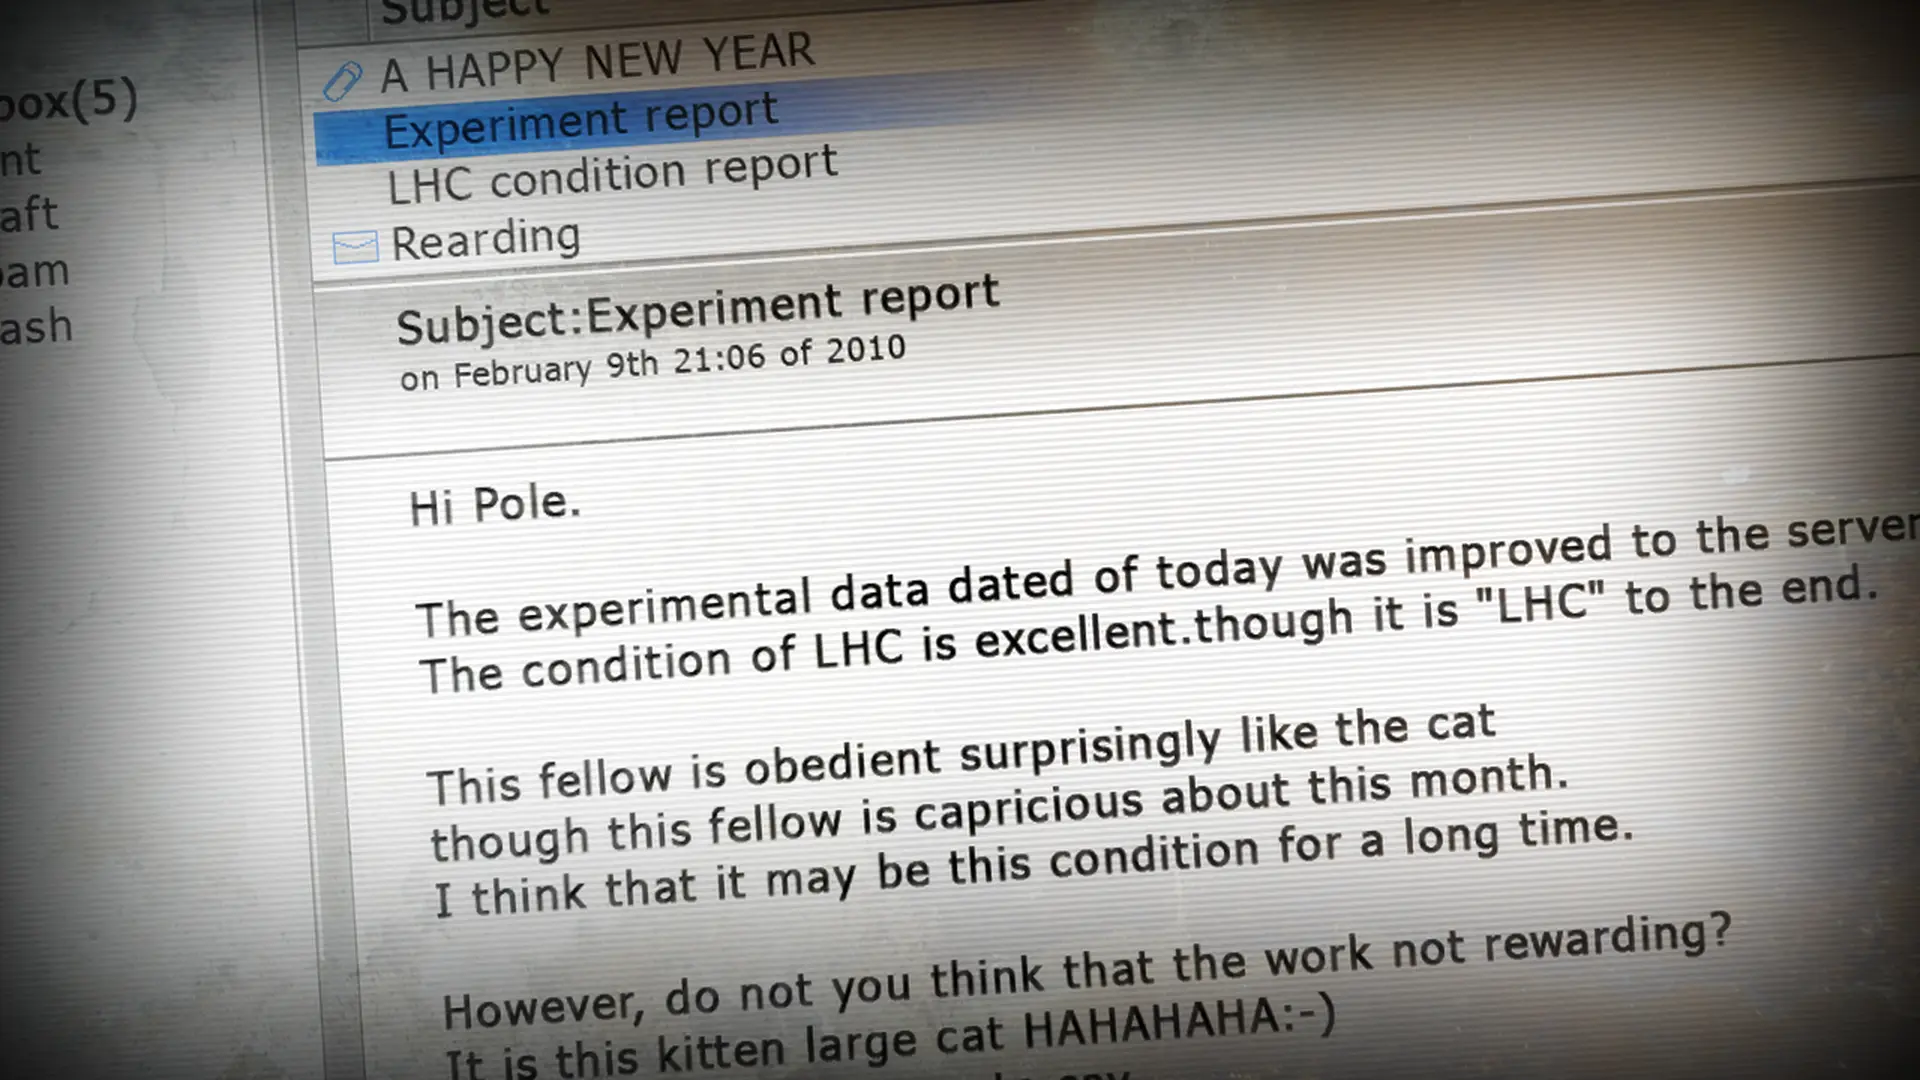 Subject
A HAPPY NEW YEAR
Experiment report
LHC condition report
Rearding
box(5)
nt
aft
pam
ash
Subject:Experiment report
on February 9th 21:06 of 2010
Hi Pole.
The experimental data dated of today was improved to the server
The condition of LHC is excellent.though it is "LHC" to the end.
This fellow is obedient surprisingly like the cat
though this fellow is capricious about this month.
I think that it may be this condition for a long time.
However, do not you think that the work not rewarding?
It is this kitten large cat HAHAHAHA:-)